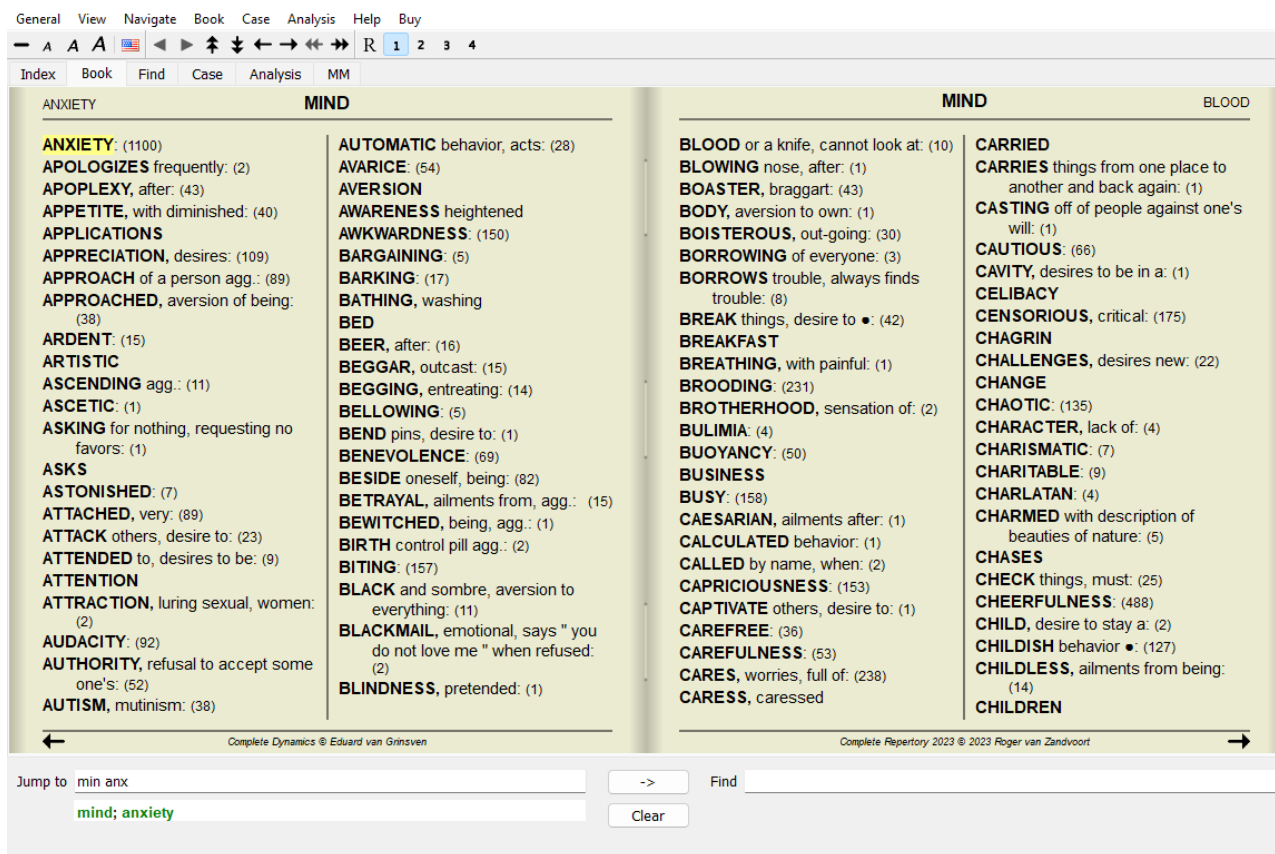 General View Navigate Book Case Analysis Help Buy
A A A R 1 2 3 4
Index Book Find Case Analysis MM
ANXIETY MIND
ANXIETY: (1100)
APOLOGIZES frequently: (2)
APOPLEXY, after: (43)
APPETITE, with diminished: (40)
APPLICATIONS
APPRECIATION, desires: (109)
APPROACH of a person agg.: (89)
APPROACHED, aversion of being:
(38)
ARDENT: (15)
ARTISTIC
ASCENDING agg.: (11)
ASCETIC: (1)
ASKING for nothing, requesting no
favors: (1)
ASKS
ASTONISHED: (7)
ATTACHED, very: (89)
ATTACK others, desire to: (23)
ATTENDED to, desires to be: (9)
ATTENTION
ATTRACTION, luring sexual, women:
(2)
AUDACITY: (92)
AUTHORITY, refusal to accept some
one's: (52)
AUTISM, mutinism: (38)
AUTOMATIC behavior, acts: (28)
AVARICE: (54)
AVERSION
AWARENESS heightened
AWKWARDNESS: (150)
BARGAINING: (5)
BARKING: (17)
BATHING, washing
BED
BEER, after: (16)
BEGGAR, outcast: (15)
BEGGING, entreating: (14)
BELLOWING: (5)
BEND pins, desire to: (1)
BENEVOLENCE: (69)
BESIDE oneself, being: (82)
BETRAYAL, ailments from, agg.: (15)
BEWITCHED, being, agg.: (1)
BIRTH control pill agg.: (2)
BITING: (157)
BLACK and sombre, aversion to
everything: (11)
BLACKMAIL, emotional, says " you
do not love me " when refused:
(2)
BLINDNESS, pretended: (1)
Complete Dynamics © Eduard van Grinsven
MIND BLOOD
BLOOD or a knife, cannot look at: (10)
BLOWING nose, after: (1)
BOASTER, braggart: (43)
BODY, aversion to own: (1)
BOISTEROUS, out-going: (30)
BORROWING of everyone: (3)
BORROWS trouble, always finds
trouble: (8)
BREAK things, desire to ●: (42)
BREAKFAST
BREATHING, with painful: (1)
BROODING: (231)
BROTHERHOOD, sensation of: (2)
BULIMIA: (4)
BUOYANCY: (50)
BUSINESS
BUSY: (158)
CAESARIAN, ailments after: (1)
CALCULATED behavior: (1)
CALLED by name, when: (2)
CAPRICIOUSNESS: (153)
CAPTIVATE others, desire to: (1)
CAREFREE: (36)
CAREFULNESS: (53)
CARES, worries, full of: (238)
CARESS, caressed
CARRIED
CARRIES things from one place to
another and back again: (1)
CASTING off of people against one's
will: (1)
CAUTIOUS: (66)
CAVITY, desires to be in a: (1)
CELIBACY
CENSORIOUS, critical: (175)
CHAGRIN
CHALLENGES, desires new: (22)
CHANGE
CHAOTIC: (135)
CHARACTER, lack of: (4)
CHARISMATIC: (7)
CHARITABLE: (9)
CHARLATAN: (4)
CHARMED with description of
beauties of nature: (5)
CHASES
CHECK things, must: (25)
CHEERFULNESS: (488)
CHILD, desire to stay a: (2)
CHILDISH behavior ●: (127)
CHILDLESS, ailments from being:
(14)
CHILDREN
Complete Repertory 2023 © 2023 Roger van Zandvoort
Jump to min anx -> Find
mind; anxiety Clear